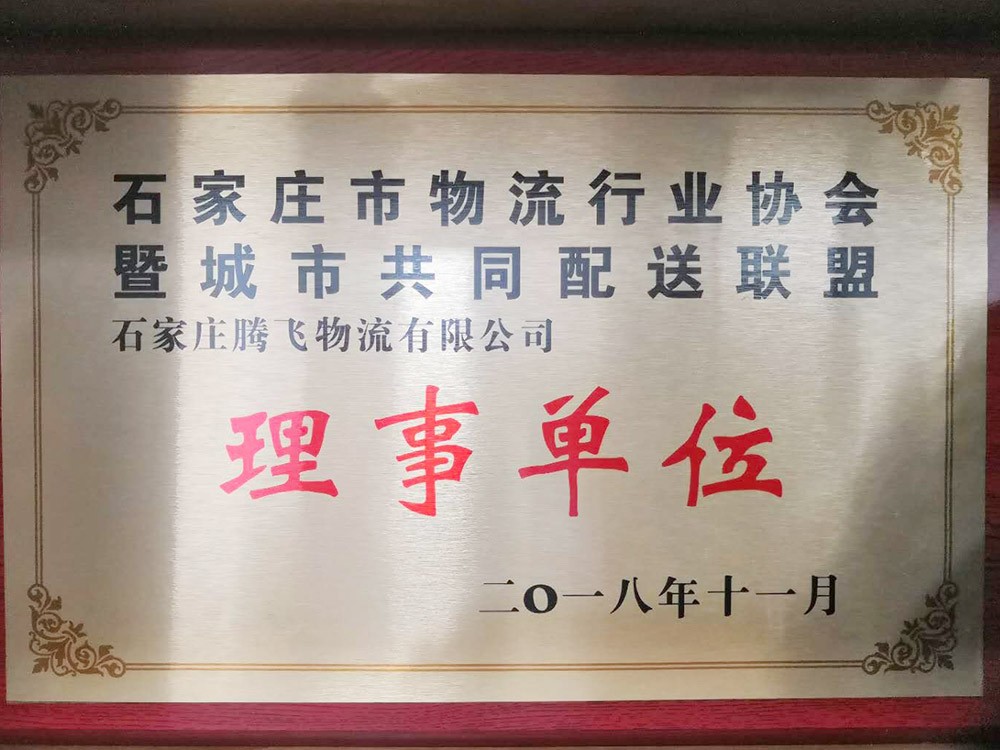 石家庄市物流行业协会
暨城市共同配送联盟
石家庄腾飞物流有限公司
理事单位
二〇一八年十一月